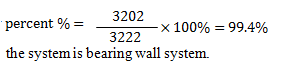 percent % = 3202/3222 × 100% = 99.4%
the system is bearing wall system.